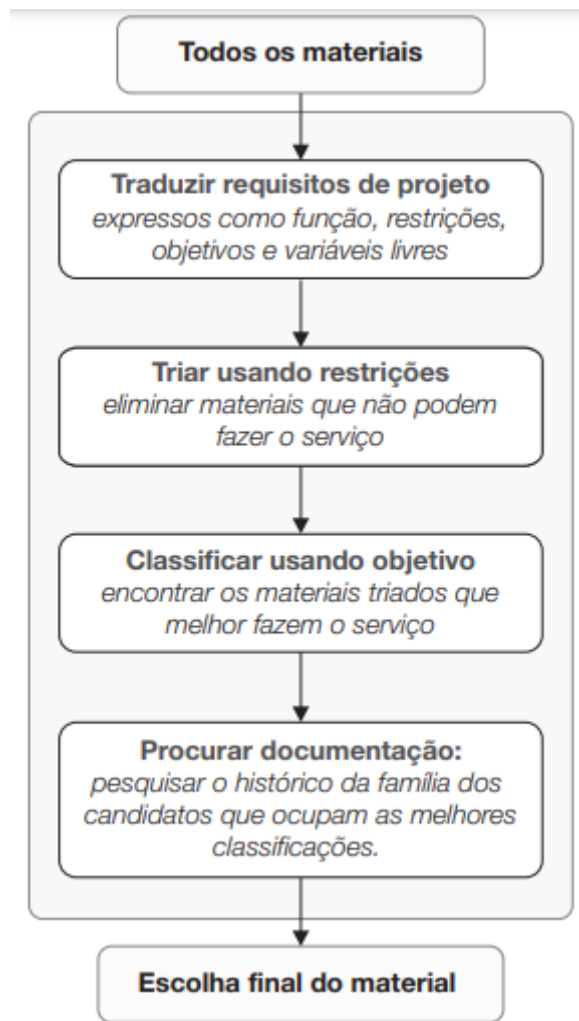 Todos os materiais
Traduzir requisitos de projeto
expressos como função, restrições,
objetivos e variáveis livres
Triar usando restrições
eliminar materiais que não podem
fazer o serviço
Classificar usando objetivo
encontrar os materiais triados que
melhor fazem o serviço
Procurar documentação:
pesquisar o histórico da família dos
candidatos que ocupam as melhores
classificações.
Escolha final do material